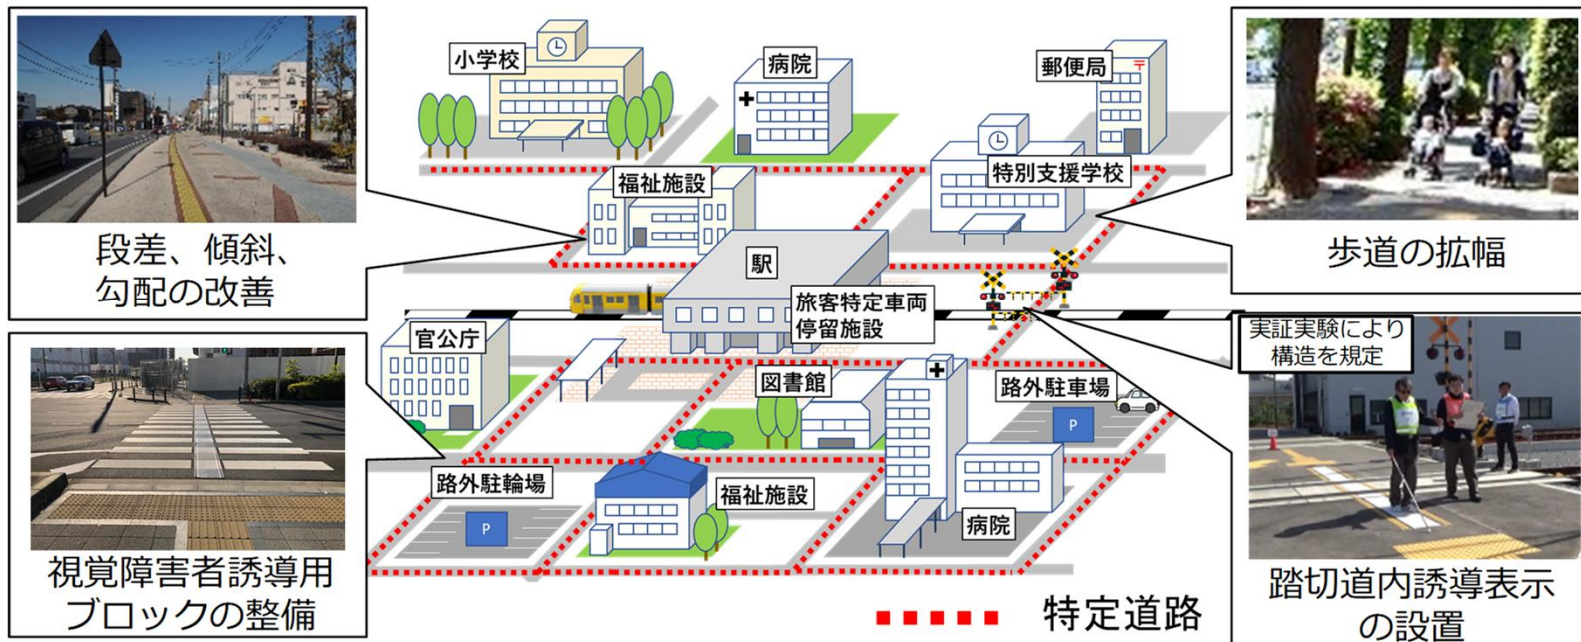 小学校
病院
郵便局
〒
福祉施設
特別支援学校
段差、傾斜、
勾配の改善
歩道の拡幅
駅
旅客特定車両
停留施設
官公庁
実証実験により
構造を規定
図書館
路外駐車場
P
路外駐輪場
P
福祉施設
病院
視覚障害者誘導用
ブロックの整備
踏切道内誘導表示
の設置
特定道路